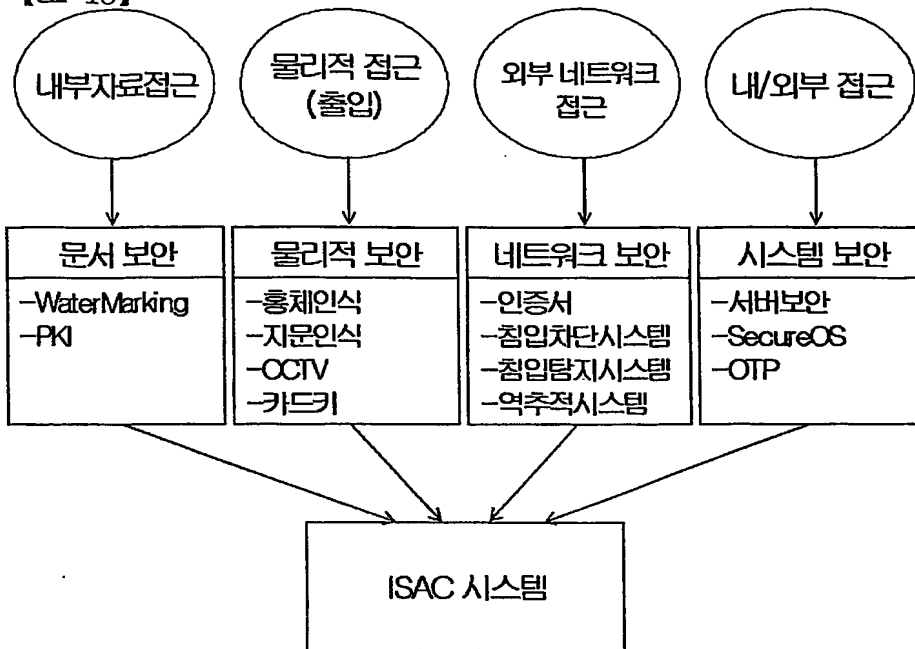 내부자료접근
물리적 접근
(출입)
외부 네트워크
접근
내/외부 접근
문서 보안
-WaterMarking
-PKI
물리적 보안
-홍체인식
-지문인식
-CCTV
-카드키
네트워크 보안
-인증서
-침입차단시스템
-침입탐지시스템
-역추적시스템
시스템 보안
-서버보안
-SecureOS
-OTP
ISAC 시스템